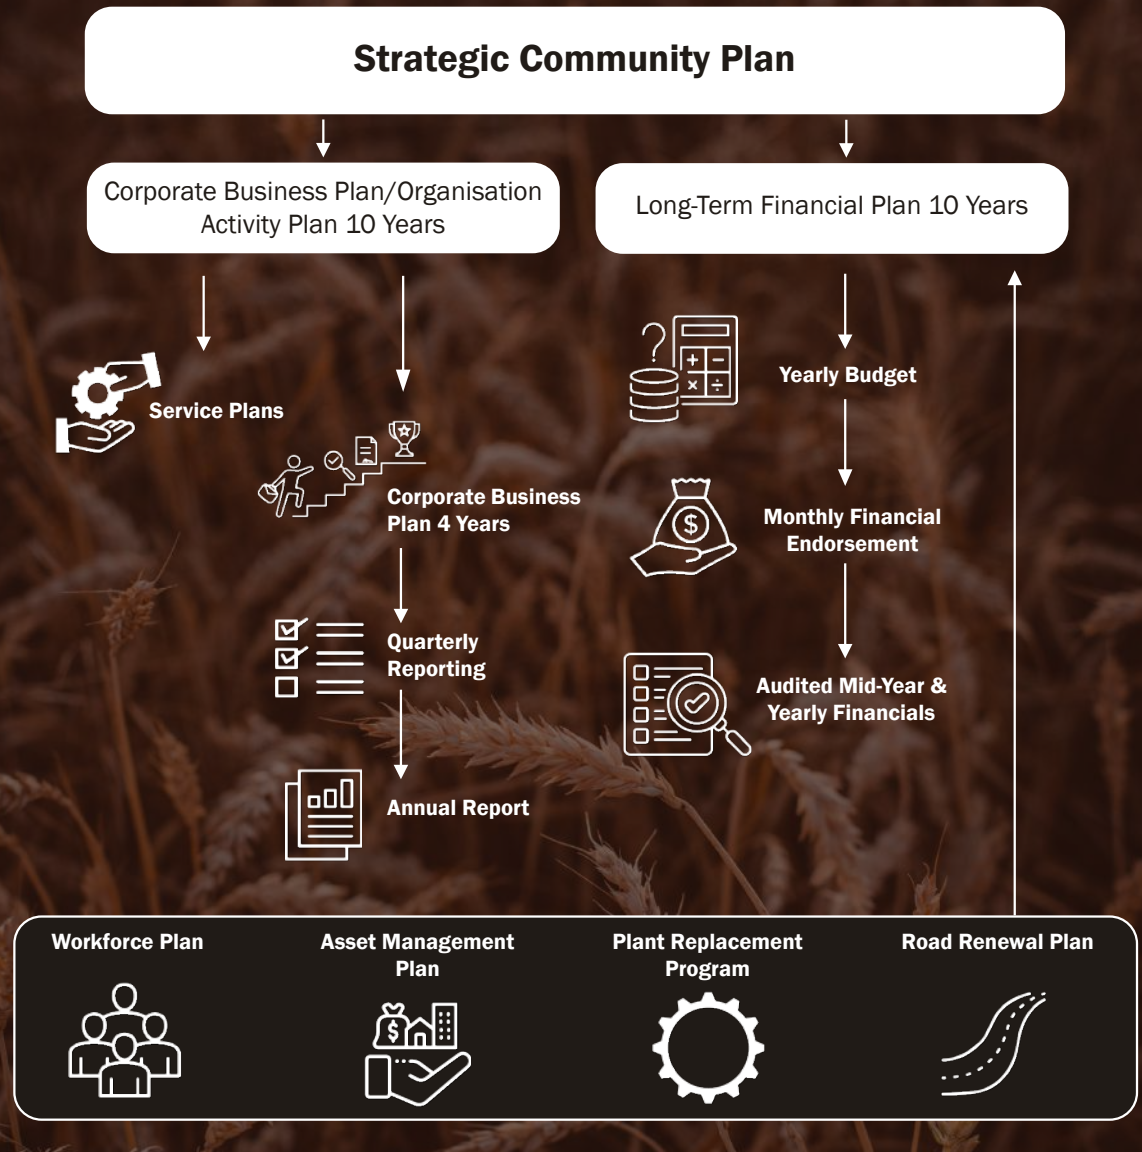 Strategic Community Plan
Corporate Business Plan/Organisation
Activity Plan 10 Years
Long-Term Financial Plan 10 Years
Service Plans
Corporate Business
Plan 4 Years
Quarterly
Reporting
Annual Report
Yearly Budget
Monthly Financial
Endorsement
Audited Mid-Year &
Yearly Financials
Workforce Plan
Asset Management
Plan
Plant Replacement
Program
Road Renewal Plan